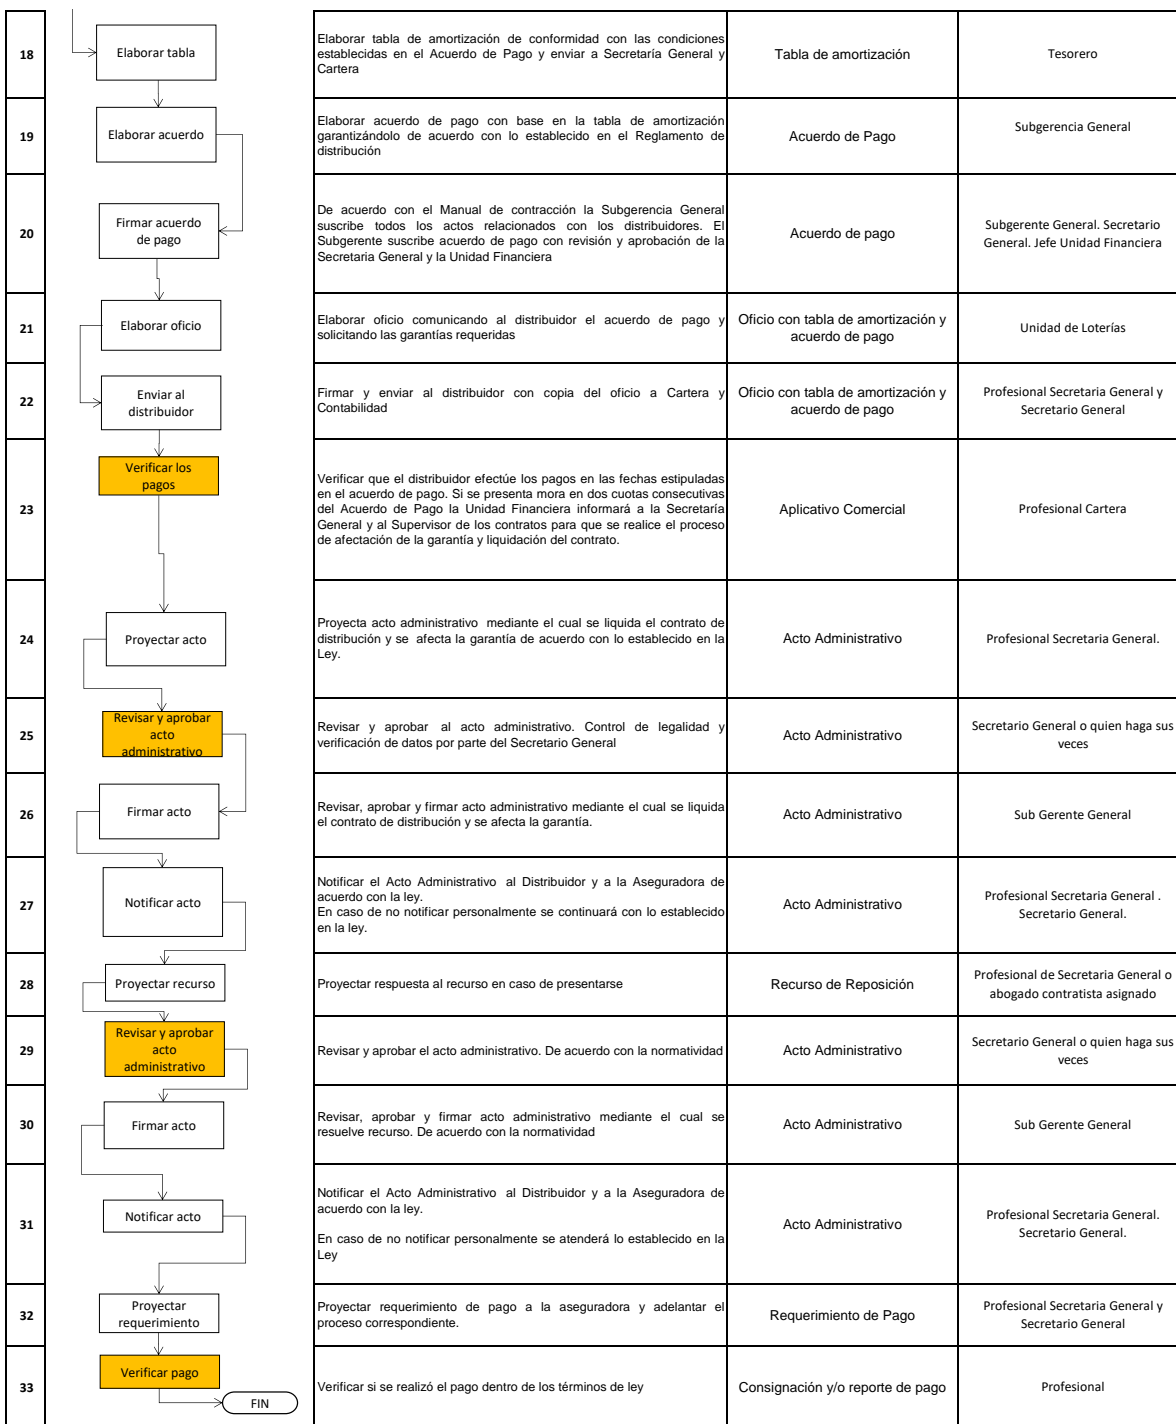 18
Elaborar tabla
Elaborar tabla de amortización de conformidad con las condiciones
establecidas en el Acuerdo de Pago y enviar a Secretaría General y
Cartera
Tabla de amortización
Tesorero
19
Elaborar acuerdo
Elaborar acuerdo de pago con base en la tabla de amortización
garantizándolo de acuerdo con lo establecido en el Reglamento de
distribución
Acuerdo de Pago
Subgerencia General
20
Firmar acuerdo
de pago
De acuerdo con el Manual de contracción la Subgerencia General
suscribe todos los actos relacionados con los distribuidores. El
Subgerente suscribe acuerdo de pago con revisión y aprobación de la
Secretaria General y la Unidad Financiera
Acuerdo de pago
Subgerente General. Secretario
General. Jefe Unidad Financiera
21
Elaborar oficio
Elaborar oficio comunicando al distribuidor el acuerdo de pago y
solicitando las garantías requeridas
Oficio con tabla de amortización y
acuerdo de pago
Unidad de Loterías
22
Enviar al
distribuidor
Firmar y enviar al distribuidor con copia del oficio a Cartera y
Contabilidad
Oficio con tabla de amortización y
acuerdo de pago
Profesional Secretaria General y
Secretario General
23
Verificar los
pagos
Verificar que el distribuidor efectúe los pagos en las fechas estipuladas
en el acuerdo de pago. Si se presenta mora en dos cuotas consecutivas
del Acuerdo de Pago la Unidad Financiera informará a la Secretaría
General y al Supervisor de los contratos para que se realice el proceso
de afectación de la garantía y liquidación del contrato.
Aplicativo Comercial
Profesional Cartera
24
Proyectar acto
Proyecta acto administrativo mediante el cual se liquida el contrato de
distribución y se afecta la garantía de acuerdo con lo establecido en la
Ley.
Acto Administrativo
Profesional Secretaria General.
25
Revisar y aprobar
acto
administrativo
Revisar y aprobar al acto administrativo. Control de legalidad y
verificación de datos por parte del Secretario General
Acto Administrativo
Secretario General o quien haga sus
veces
26
Firmar acto
Revisar, aprobar y firmar acto administrativo mediante el cual se liquida
el contrato de distribución y se afecta la garantía.
Acto Administrativo
Sub Gerente General
27
Notificar acto
Notificar el Acto Administrativo al Distribuidor y a la Aseguradora de
acuerdo con la ley.
En caso de no notificar personalmente se continuará con lo establecido
en la ley.
Acto Administrativo
Profesional Secretaria General .
Secretario General.
28
Proyectar recurso
Proyectar respuesta al recurso en caso de presentarse
Recurso de Reposición
Profesional de Secretaria General o
abogado contratista asignado
29
Revisar y aprobar
acto
administrativo
Revisar y aprobar el acto administrativo. De acuerdo con la normatividad
Acto Administrativo
Secretario General o quien haga sus
veces
30
Firmar acto
Revisar, aprobar y firmar acto administrativo mediante el cual se
resuelve recurso. De acuerdo con la normatividad
Acto Administrativo
Sub Gerente General
31
Notificar acto
Notificar el Acto Administrativo al Distribuidor y a la Aseguradora de
acuerdo con la ley.
En caso de no notificar personalmente se atenderá lo establecido en la
Ley
Acto Administrativo
Profesional Secretaria General.
Secretario General.
32
Proyectar
requerimiento
Proyectar requerimiento de pago a la aseguradora y adelantar el
proceso correspondiente.
Requerimiento de Pago
Profesional Secretaria General y
Secretario General
33
Verificar pago
FIN
Verificar si se realizó el pago dentro de los términos de ley
Consignación y/o reporte de pago
Profesional